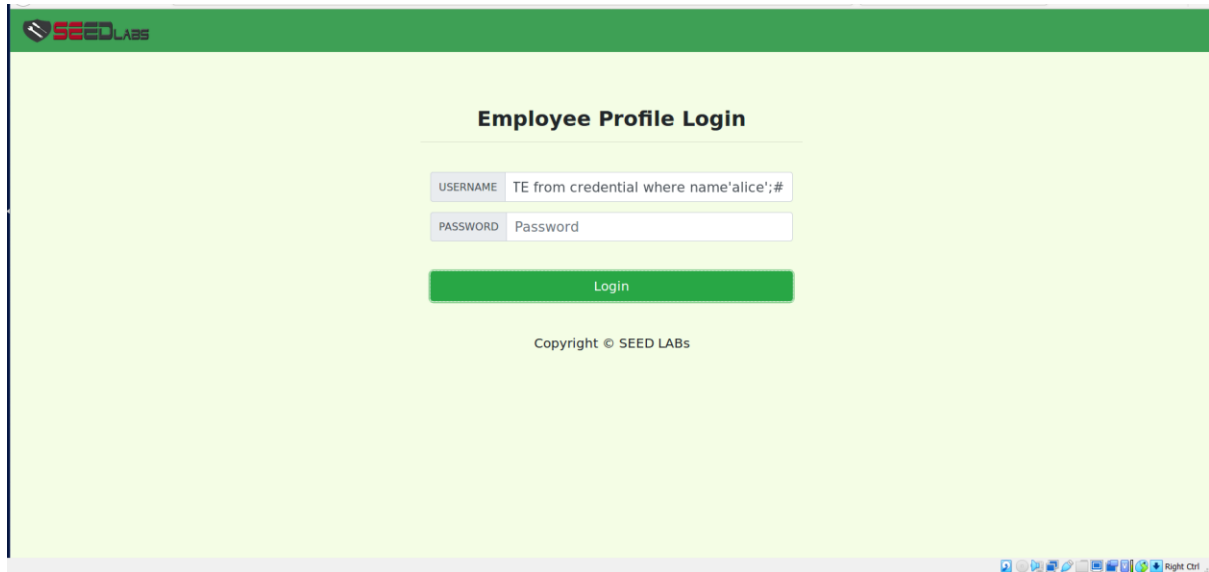 SEEDLABS
Employee Profile Login
USERNAME TE from credential where name'alice';#
PASSWORD Password
Login
Copyright © SEED LABs
Right Ctrl